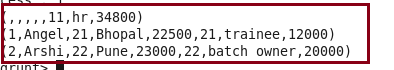 (,,,,,11,hr,34800)
(1,Angel,21,Bhopal,22500,21,trainee,12000)
(2,Arshi,22,Pune,23000,22,batch owner,20000)
grunt>